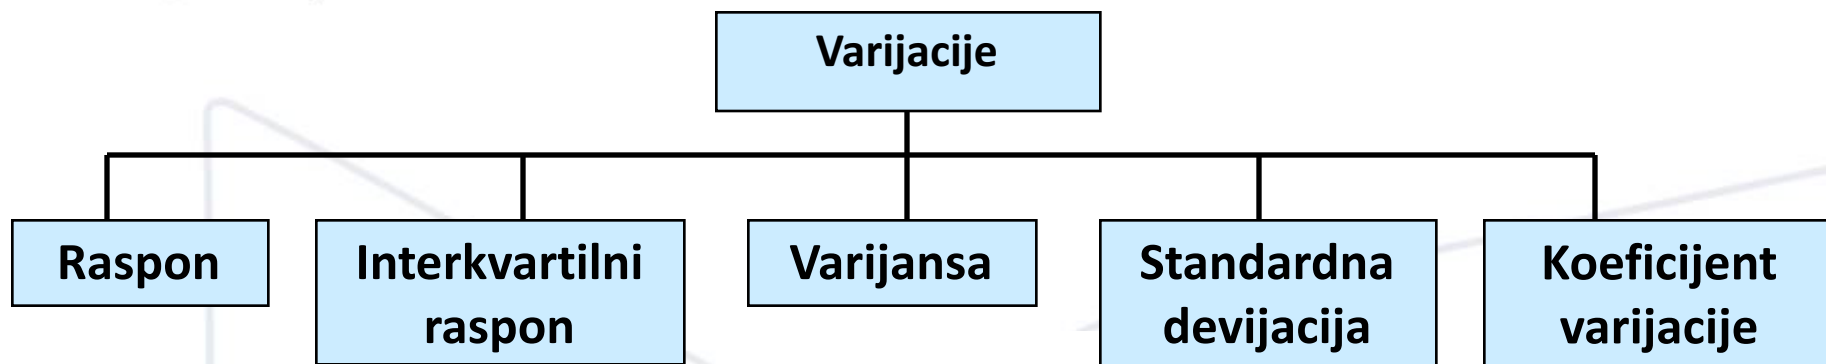 Varijacije
Raspon
Interkvartilni
raspon
Varijansa
Standardna
devijacija
Koeficijent
varijacije